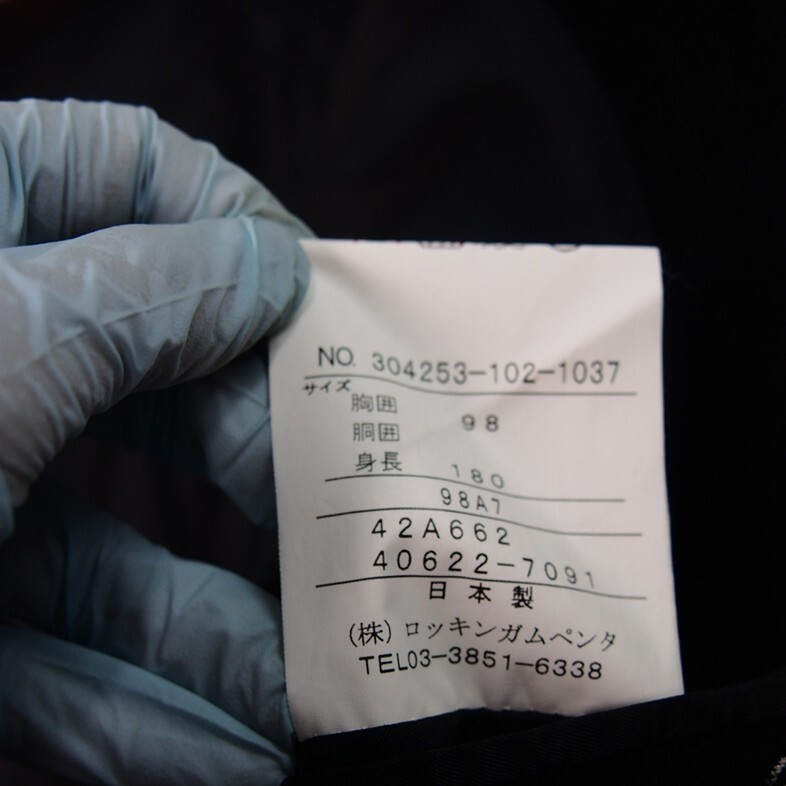 NO. 304253-102-1037
サイズ
胸囲 98
胴囲
身長 180
98A7
42A662
40622-7091
日本製
(株)ロッキンガムペンタ
TEL03-3851-6338